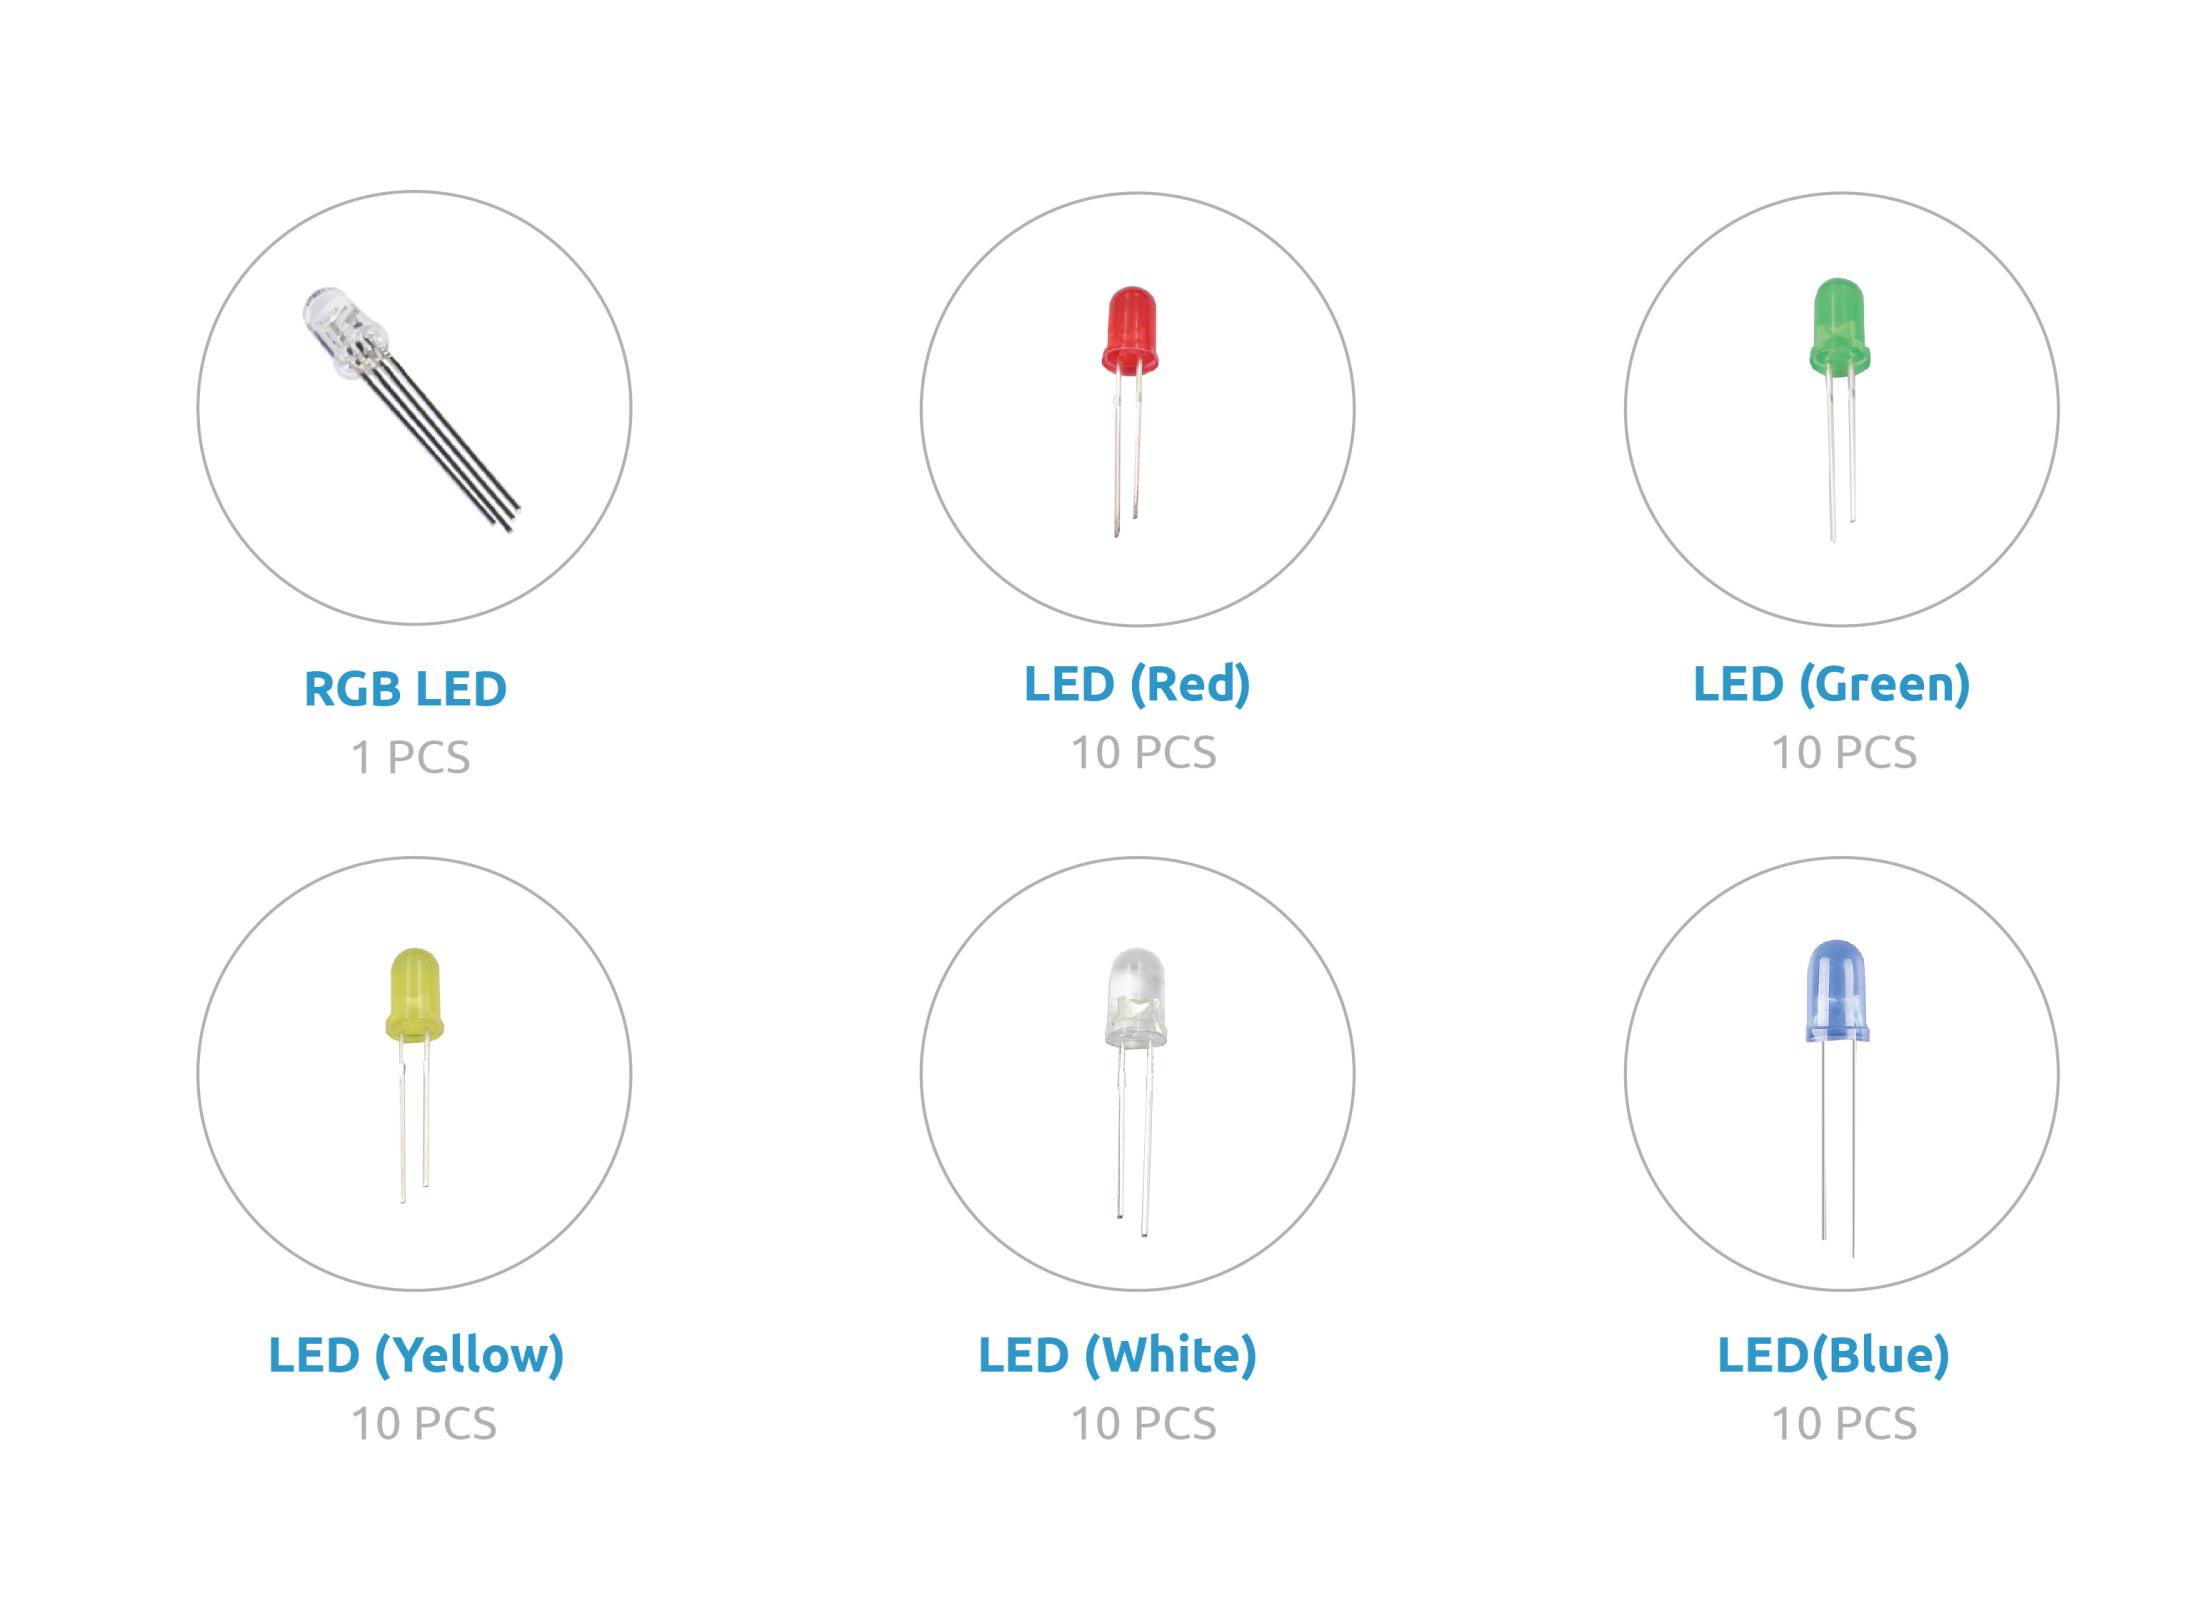 RGB LED
1 PCS
LED (Red)
10 PCS
LED (Green)
10 PCS
LED (Yellow)
10 PCS
LED (White)
10 PCS
LED(Blue)
10 PCS